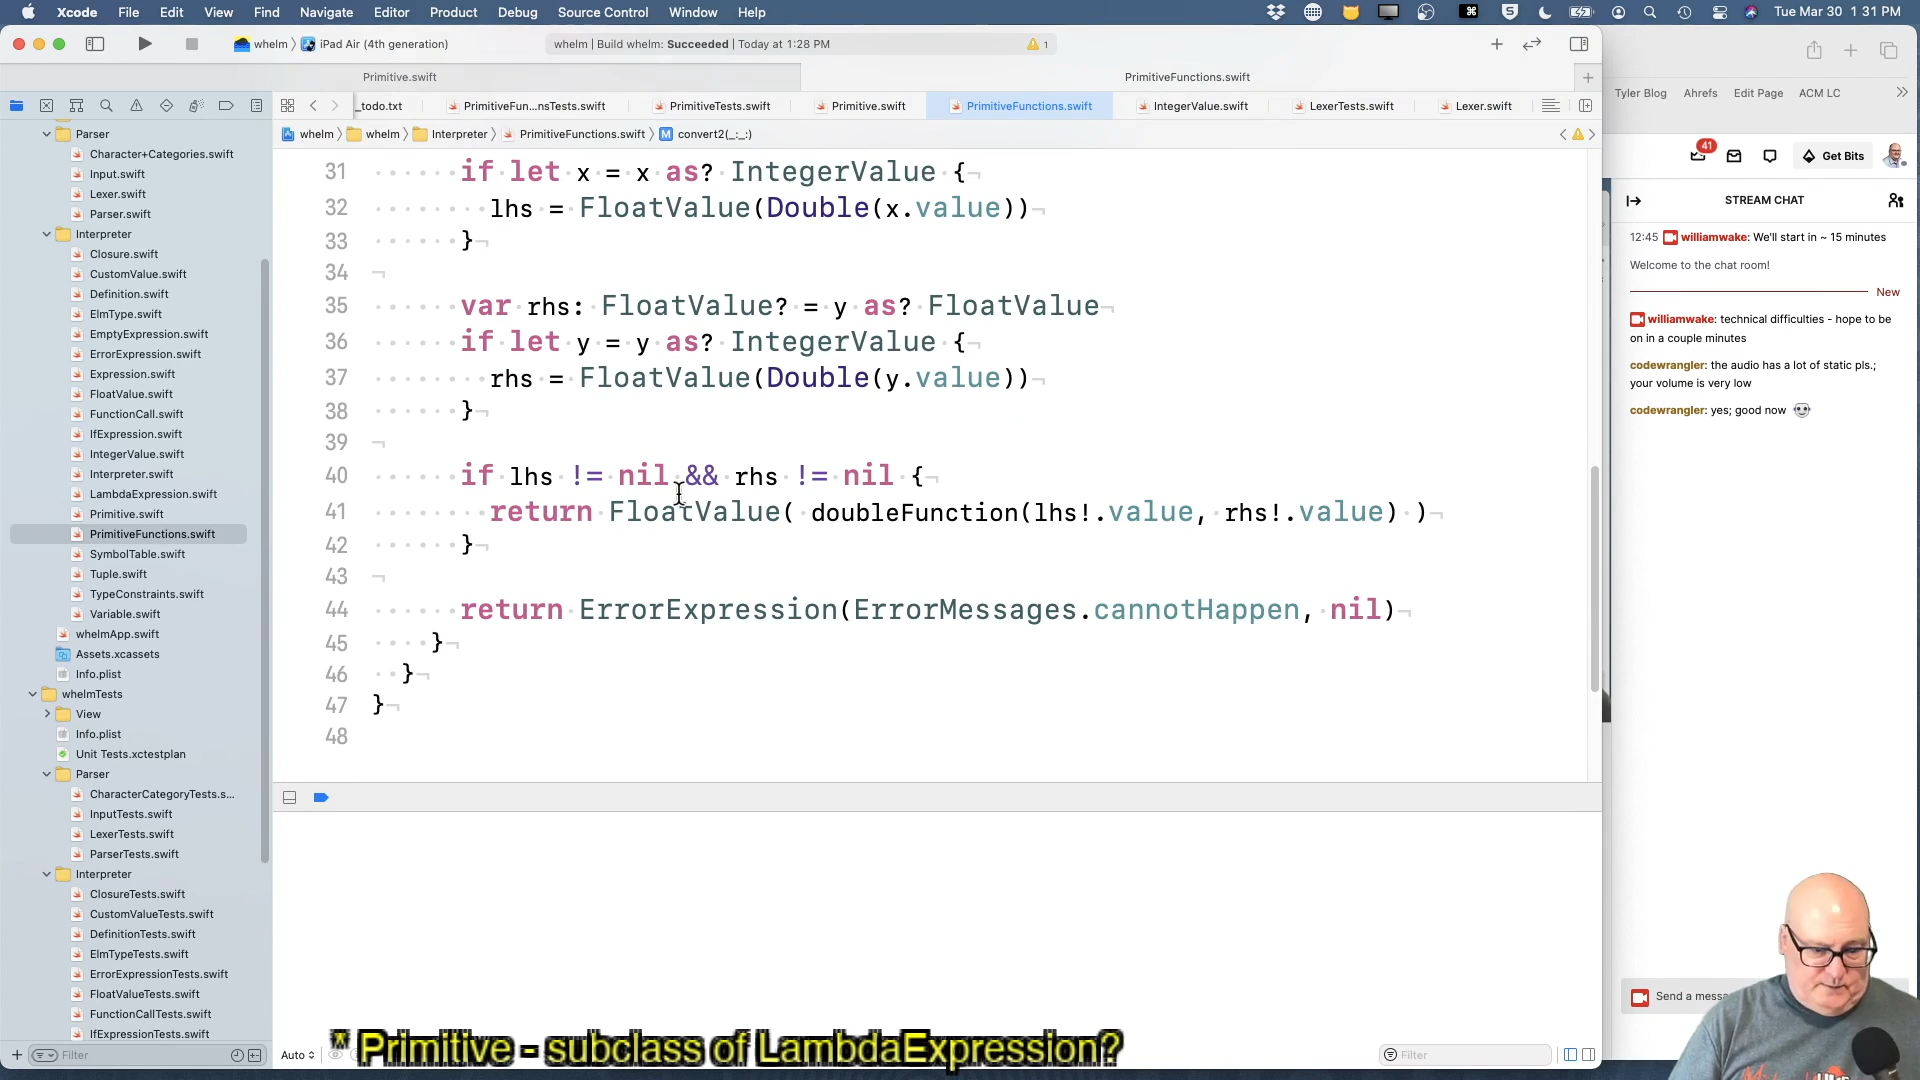 Xcode File Edit View Find Navigate Editor Product Debug Source Control Window Help
Tue Mar 30 1 31 PM
whelm iPad Air (4th generation)
whelm | Build whelm: Succeeded | Today at 1:28 PM
1
Primitive.swift
PrimitiveFunctions.swift
_todo.txt
PrimitiveFun...nsTests.swift
PrimitiveTests.swift
Primitive.swift
PrimitiveFunctions.swift
IntegerValue.swift
LexerTests.swift
Lexer.swift
whelm
whelm
Interpreter
PrimitiveFunctions.swift
M convert2(_:_:)
Parser
Character+Categories.swift
Input.swift
Lexer.swift
Parser.swift
Interpreter
Closure.swift
CustomValue.swift
Definition.swift
ElmType.swift
EmptyExpression.swift
ErrorExpression.swift
Expression.swift
FloatValue.swift
FunctionCall.swift
IfExpression.swift
IntegerValue.swift
Interpreter.swift
LambdaExpression.swift
Primitive.swift
PrimitiveFunctions.swift
SymbolTable.swift
Tuple.swift
TypeConstraints.swift
Variable.swift
whelmApp.swift
Assets.xcassets
Info.plist
whelmTests
View
Info.plist
Unit Tests.xctestplan
Parser
CharacterCategoryTests.s...
InputTests.swift
LexerTests.swift
ParserTests.swift
Interpreter
ClosureTests.swift
CustomValueTests.swift
DefinitionTests.swift
ElmTypeTests.swift
ErrorExpressionTests.swift
FloatValueTests.swift
FunctionCallTests.swift
IfExpressionTests.swift
Filter
31 if let x = x as? IntegerValue {
32 lhs = FloatValue(Double(x.value))
33 }
34
35 var rhs: FloatValue? = y as? FloatValue
36 if let y = y as? IntegerValue {
37 rhs = FloatValue(Double(y.value))
38 }
39
40 if lhs != nil && rhs != nil {
41 return FloatValue( doubleFunction(lhs!.value, rhs!.value) )
42 }
43
44 return ErrorExpression(ErrorMessages.cannotHappen, nil)
45 }
46 }
47 }
48
Auto
Filter
* Primitive - subclass of LambdaExpression?
Tyler Blog Ahrefs Edit Page ACM LC
41
Get Bits
STREAM CHAT
12:45 williamwake: We'll start in ~ 15 minutes
Welcome to the chat room!
New
williamwake: technical difficulties - hope to be
on in a couple minutes
codewrangler: the audio has a lot of static pls.;
your volume is very low
codewrangler: yes; good now
Send a messa